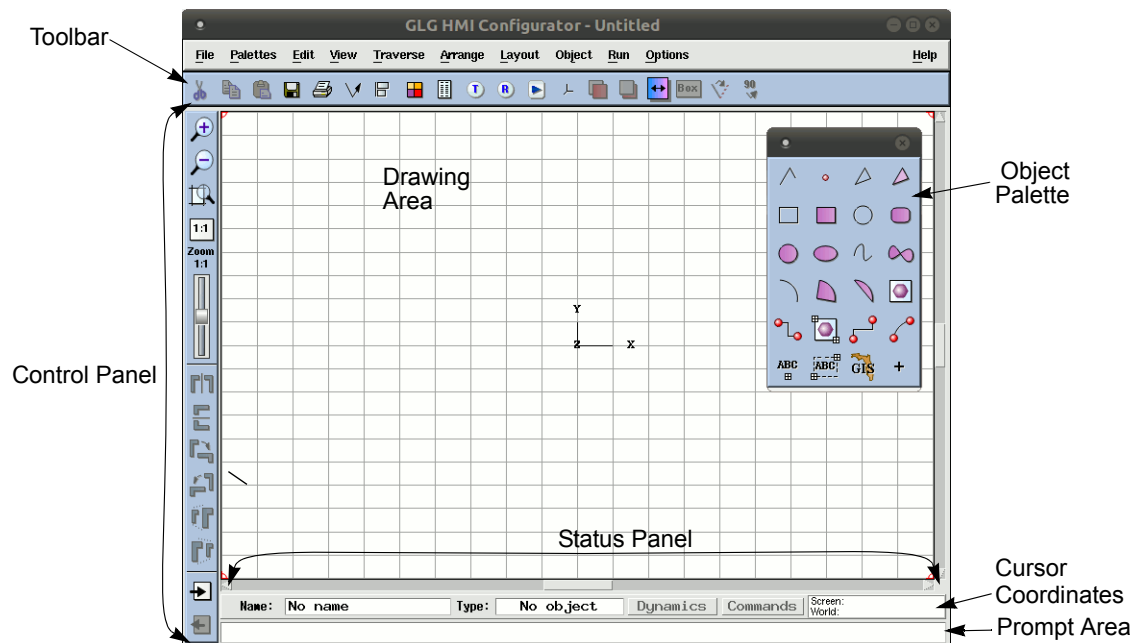 GLG HMI Configurator - Untitled
Toolbar
File Palettes Edit View Traverse Arrange Layout Object Run Options Help
T R Box 90
Drawing
Area
Object
Palette
1:1
Zoom
1:1
Y
Z X
ABC ABC GIS +
Control Panel
Status Panel
Cursor
Coordinates
Name: No name Type: No object Dynamics Commands Screen:
World:
Prompt Area